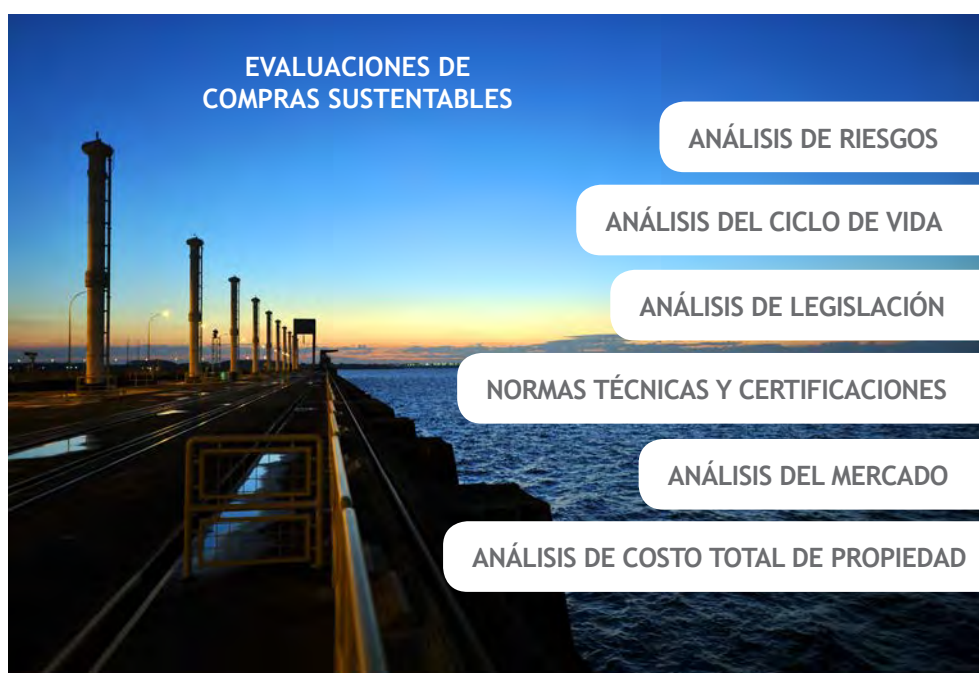 EVALUACIONES DE
COMPRAS SUSTENTABLES
ANÁLISIS DE RIESGOS
ANÁLISIS DEL CICLO DE VIDA
ANÁLISIS DE LEGISLACIÓN
NORMAS TÉCNICAS Y CERTIFICACIONES
ANÁLISIS DEL MERCADO
ANÁLISIS DE COSTO TOTAL DE PROPIEDAD